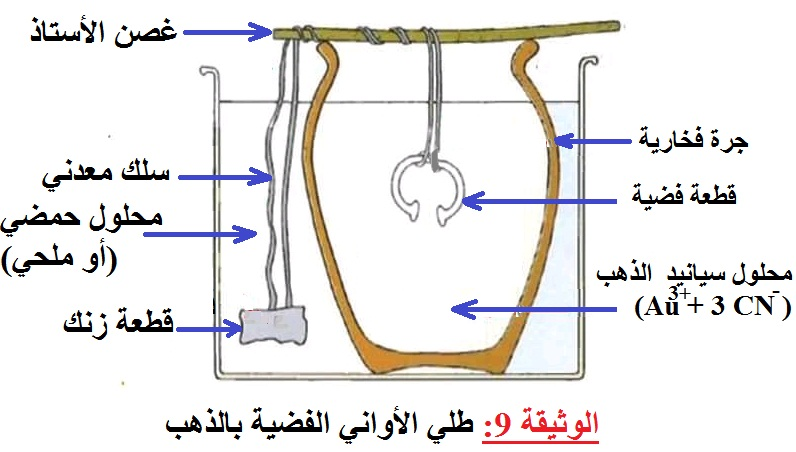 غصن الأستاذ
جرة فخارية
سلك معدني
قطعة فضية
محلول حمضي
(أو ملحي)
محلول سيانيد الذهب
(Au³⁺ + 3 CN⁻)
قطعة زنك
الوثيقة 9: طلي الأواني الفضية بالذهب